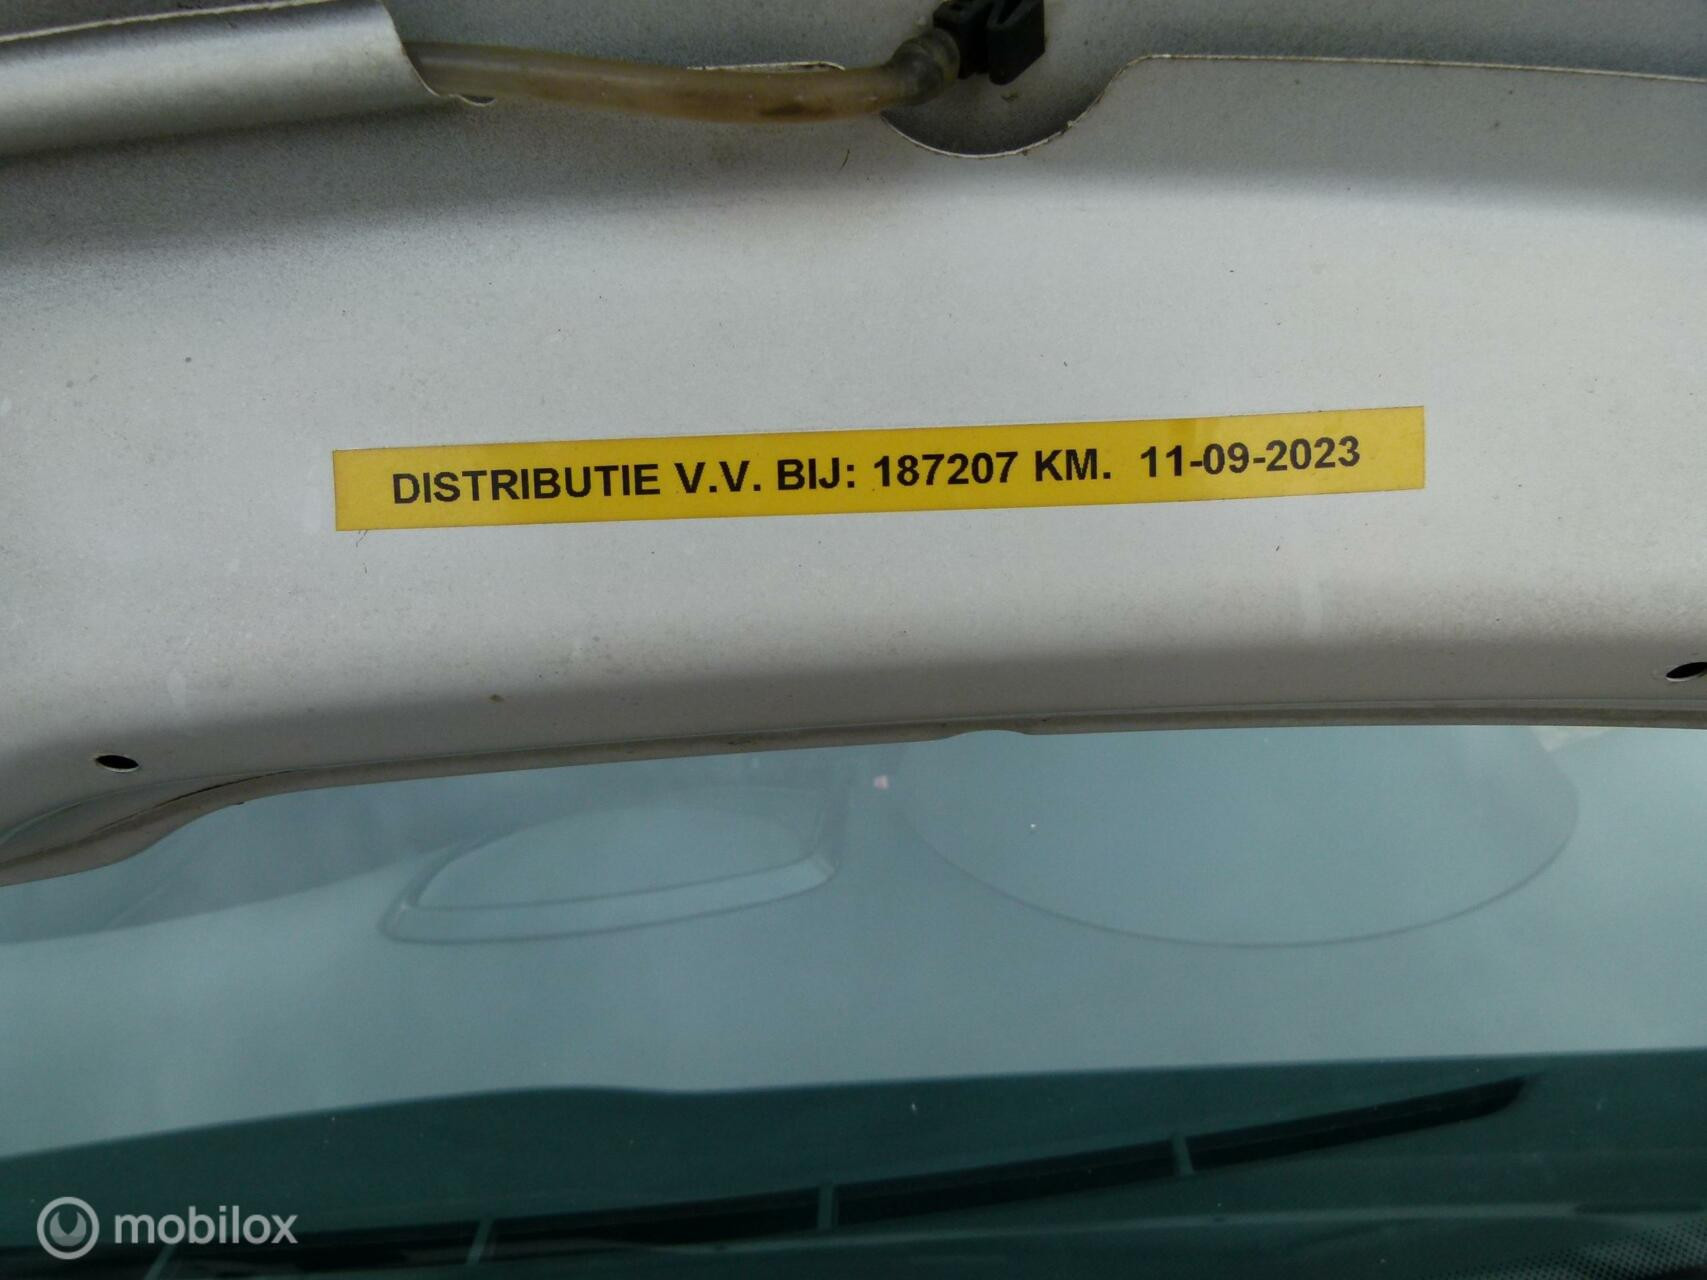 DISTRIBUTIE V.V. BIJ: 187207 KM. 11-09-2023
mobilox